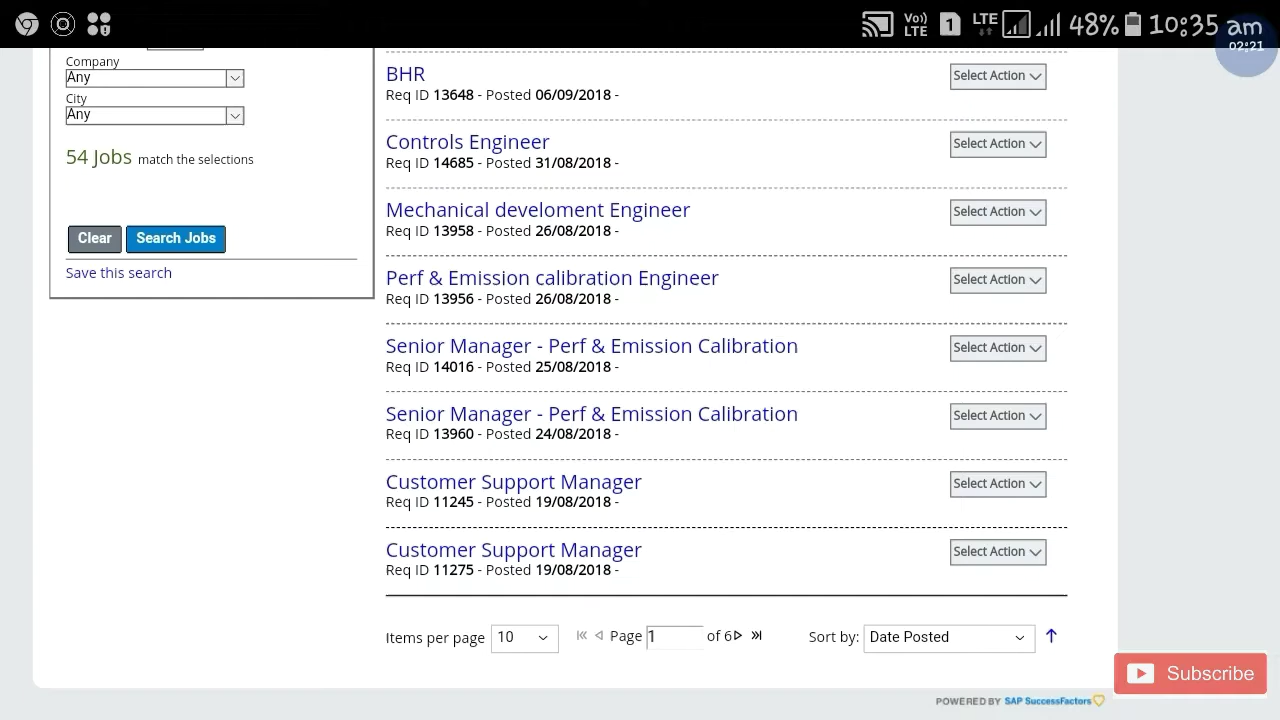 Vo)) LTE 1 LTE 48% 10:35 am
02:21
Company
Any
City
Any
54 Jobs match the selections
Clear Search Jobs
Save this search
BHR Select Action
Req ID 13648 - Posted 06/09/2018 -
Controls Engineer Select Action
Req ID 14685 - Posted 31/08/2018 -
Mechanical develoment Engineer Select Action
Req ID 13958 - Posted 26/08/2018 -
Perf & Emission calibration Engineer Select Action
Req ID 13956 - Posted 26/08/2018 -
Senior Manager - Perf & Emission Calibration Select Action
Req ID 14016 - Posted 25/08/2018 -
Senior Manager - Perf & Emission Calibration Select Action
Req ID 13960 - Posted 24/08/2018 -
Customer Support Manager Select Action
Req ID 11245 - Posted 19/08/2018 -
Customer Support Manager Select Action
Req ID 11275 - Posted 19/08/2018 -
Items per page 10 Page 1 of 6 Sort by: Date Posted
Subscribe
POWERED BY SAP SuccessFactors